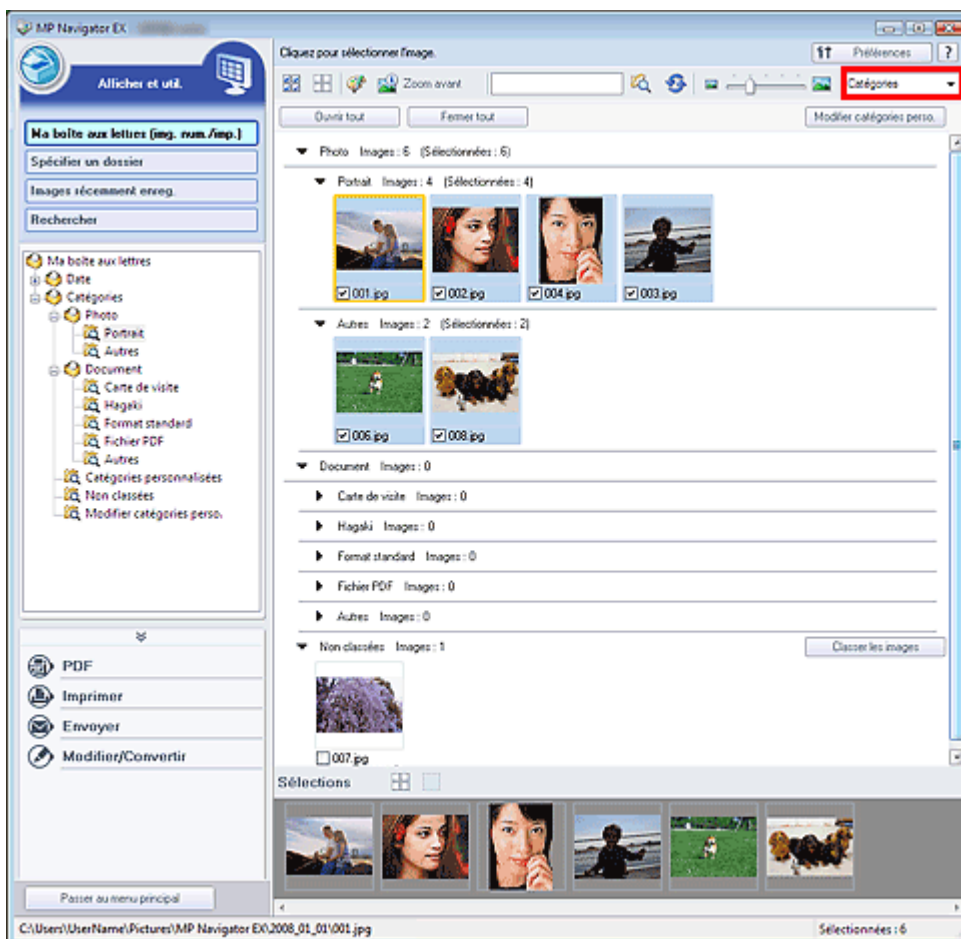 MP Navigator EX
Afficher et util.
Ma boîte aux lettres (img. num./imp.)
Spécifier un dossier
Images récemment enreg.
Rechercher
Ma boîte aux lettres
Date
Catégories
Photo
Portrait
Autres
Document
Carte de visite
Hagaki
Format standard
Fichier PDF
Autres
Catégories personnalisées
Non classées
Modifier catégories perso.
PDF
Imprimer
Envoyer
Modifier/Convertir
Passer au menu principal
Cliquez pour sélectionner l'image.
Préférences
?
Zoom avant
Catégories
Ouvrir tout
Fermer tout
Modifier catégories perso.
Photo Images : 6 (Sélectionnées : 6)
Portrait Images : 4 (Sélectionnées : 4)
001.jpg
002.jpg
004.jpg
003.jpg
Autres Images : 2 (Sélectionnées : 2)
006.jpg
008.jpg
Document Images : 0
Carte de visite Images : 0
Hagaki Images : 0
Format standard Images : 0
Fichier PDF Images : 0
Autres Images : 0
Non classées Images : 1
Classer les images
007.jpg
Sélections
C:\Users\UserName\Pictures\MP Navigator EX\2008_01_01\001.jpg
Sélectionnées : 6